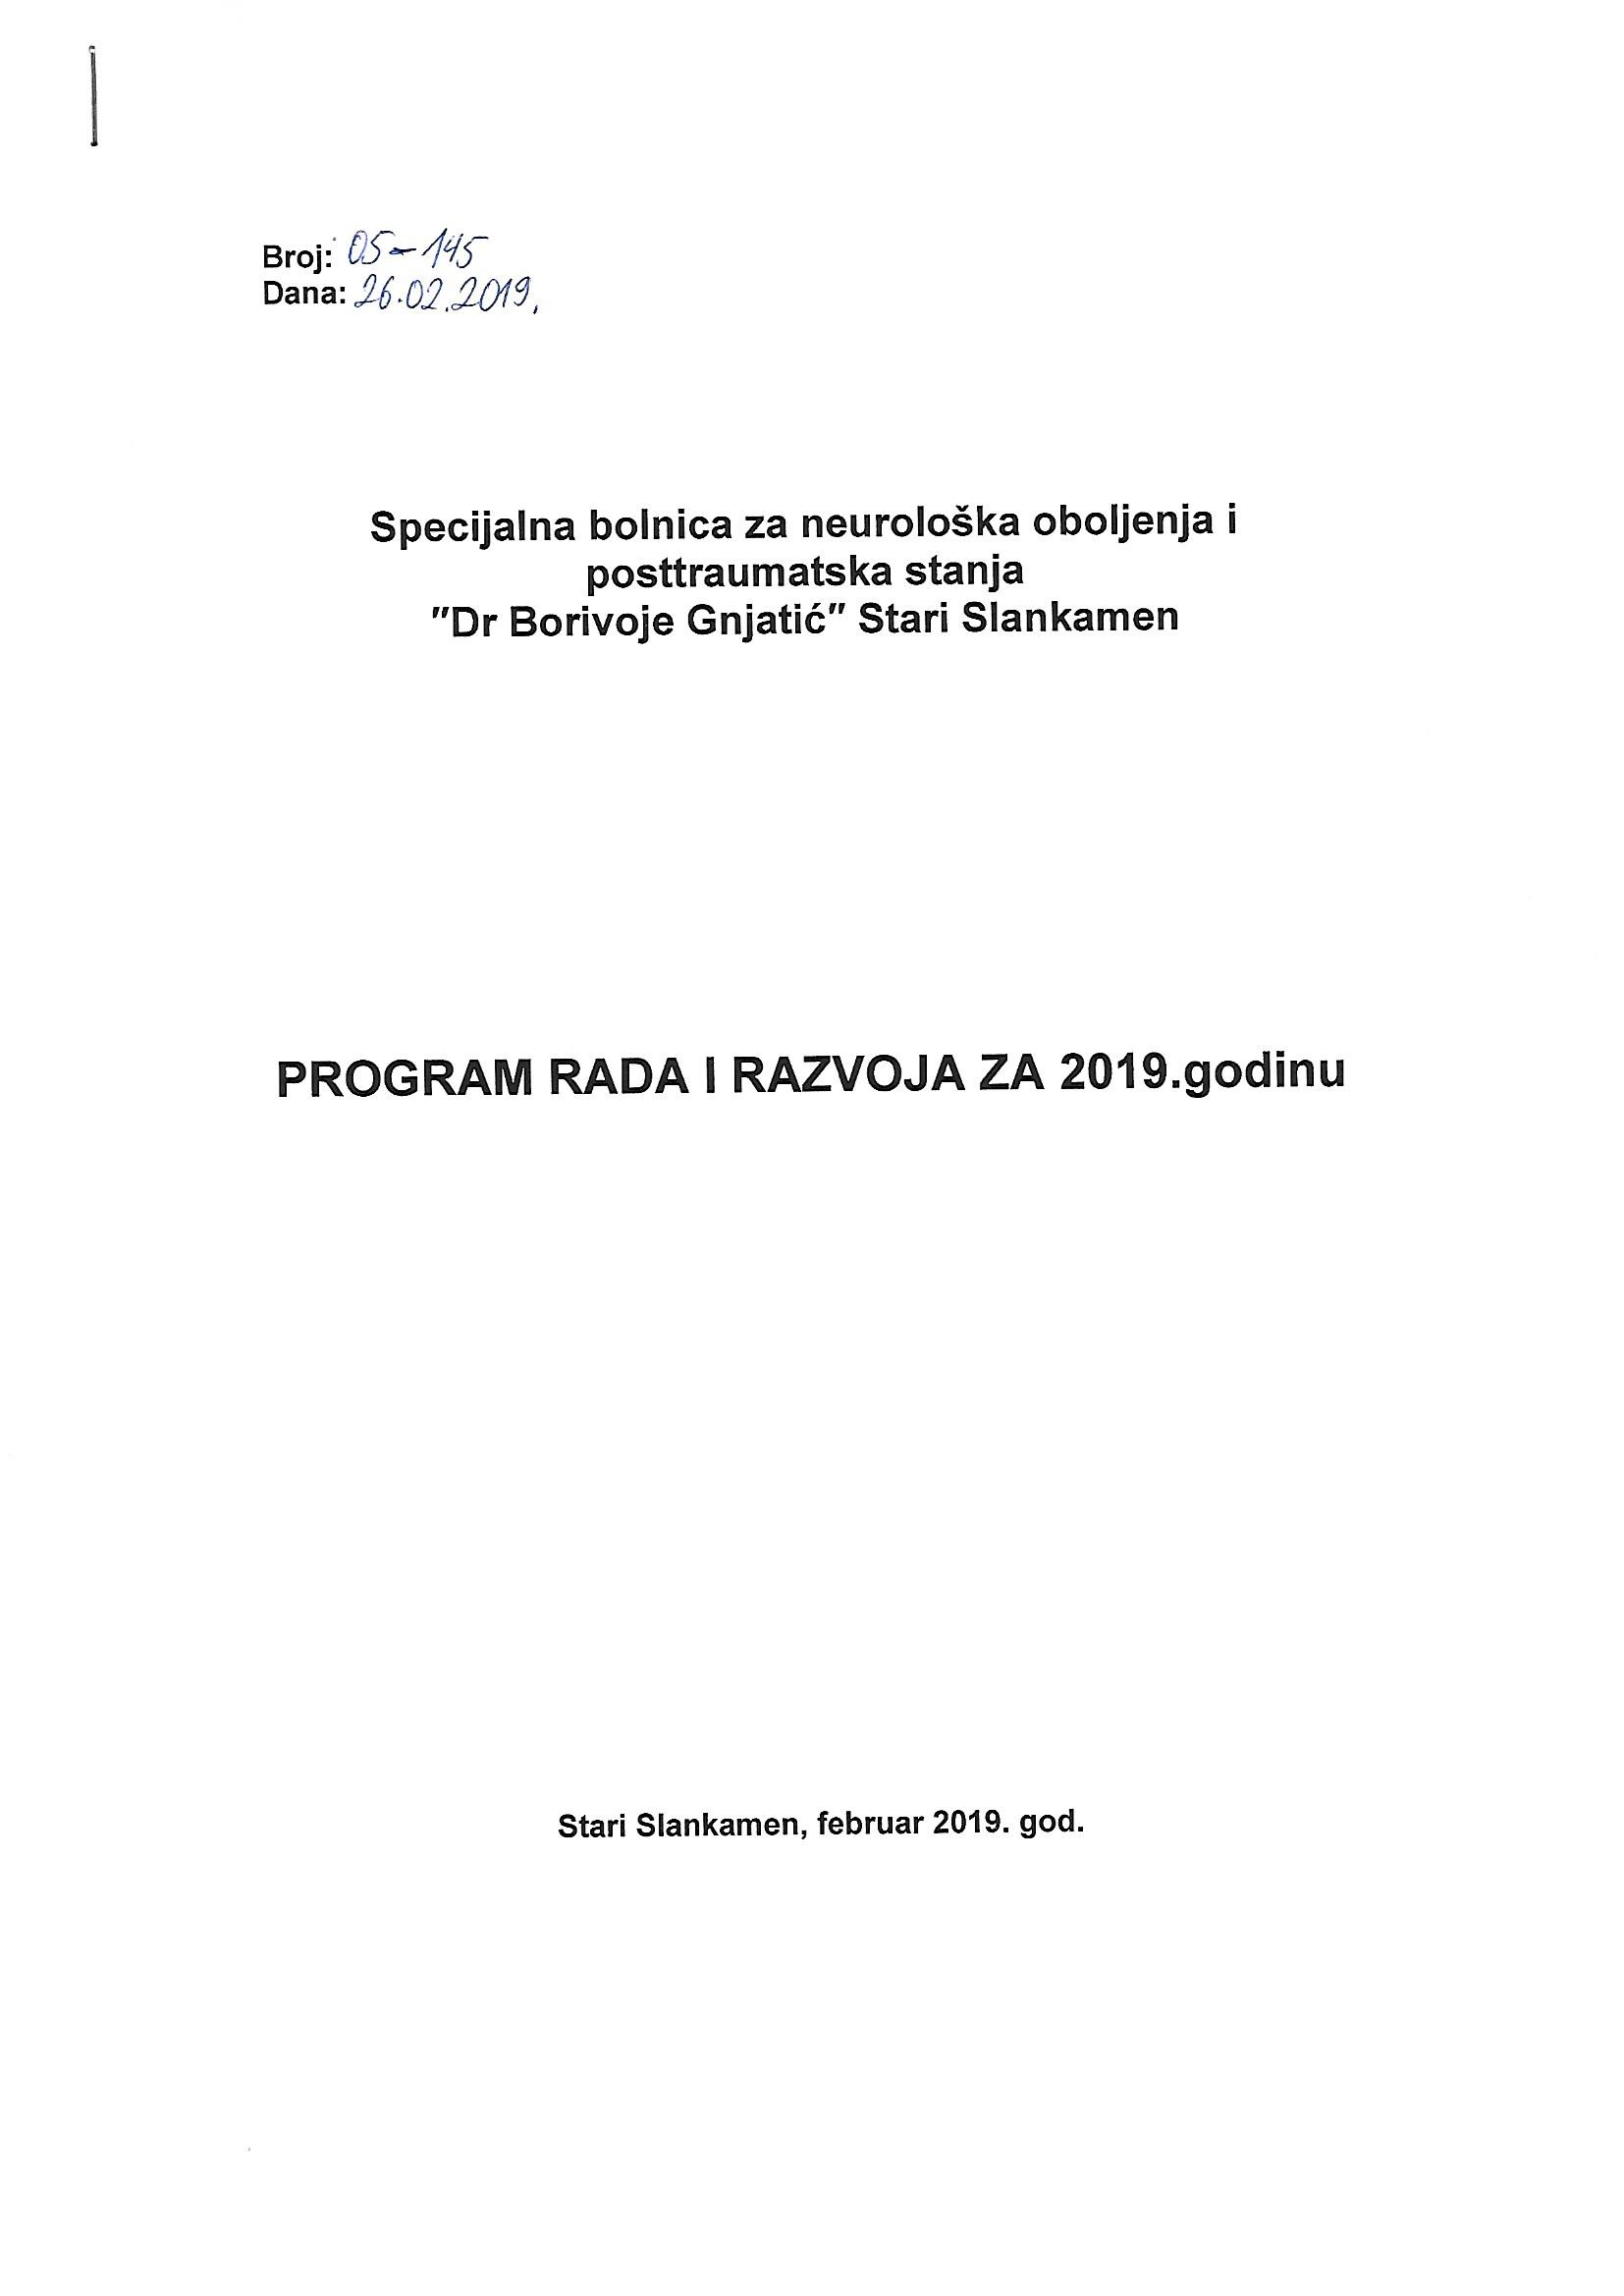 Broj: 05-145
Dana: 26.02.2019.
Specijalna bolnica za neurološka oboljenja i
posttraumatska stanja
"Dr Borivoje Gnjatić" Stari Slankamen
PROGRAM RADA I RAZVOJA ZA 2019.godinu
Stari Slankamen, februar 2019. god.